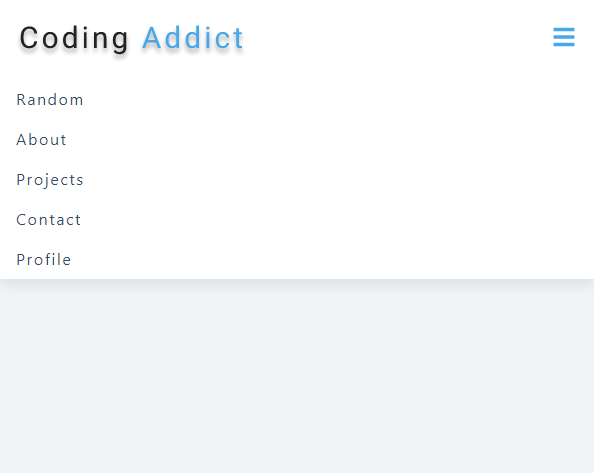 Coding Addict
Random
About
Projects
Contact
Profile